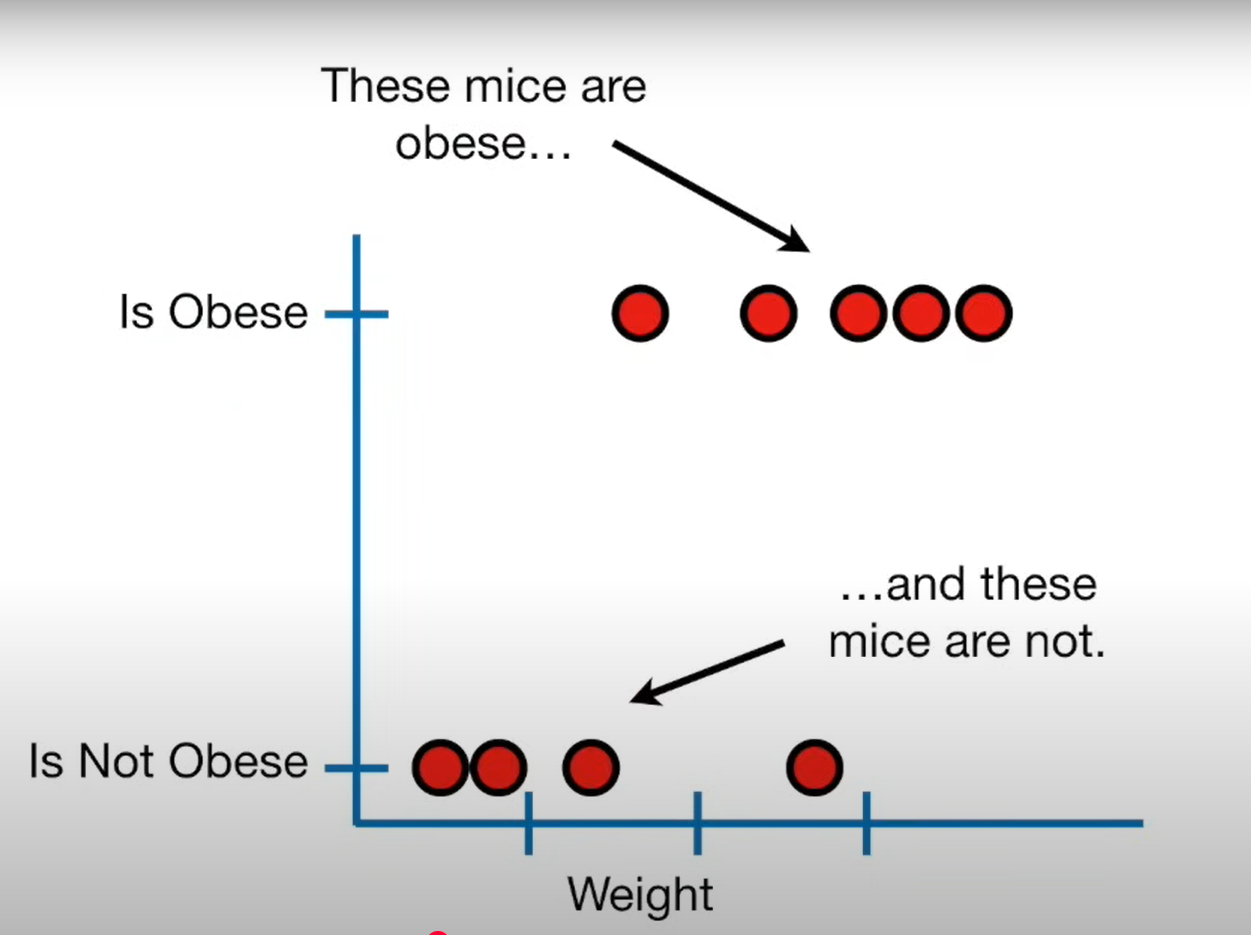 These mice are
obese…
Is Obese
…and these
mice are not.
Is Not Obese
Weight